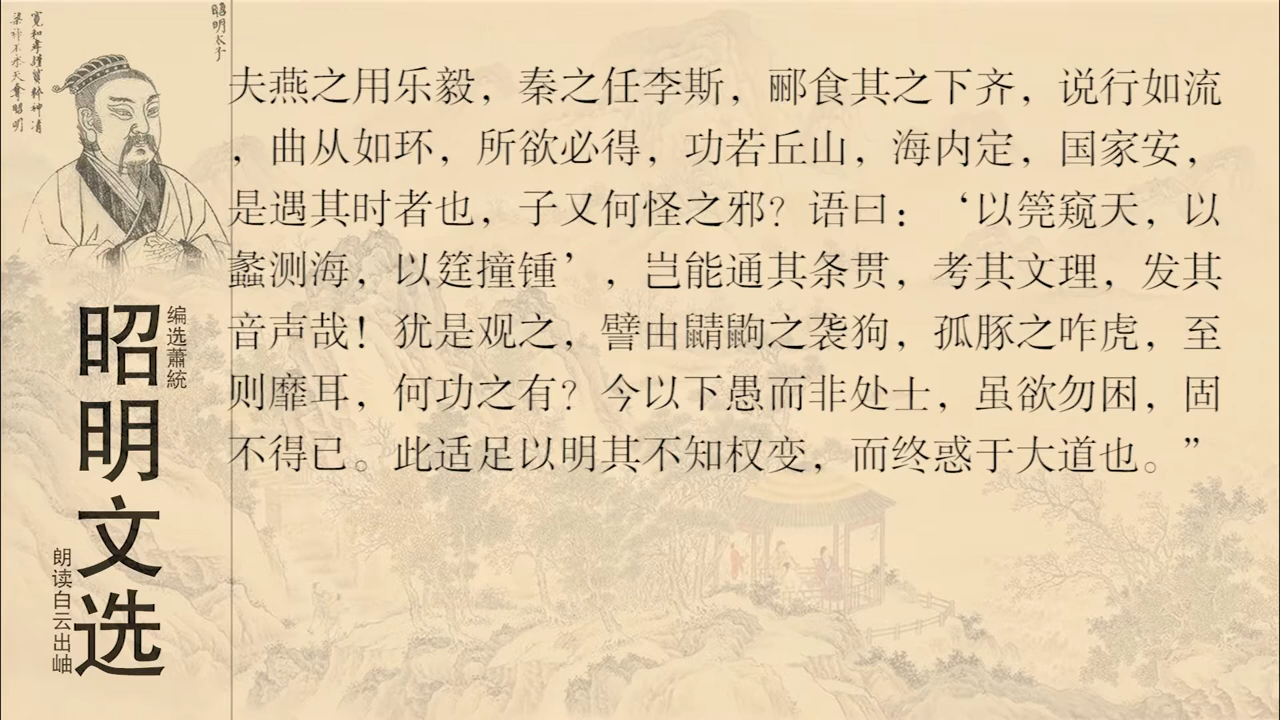 昭明太子
夫燕之用乐毅，秦之任李斯，郦食其之下齐，说行如流
，曲从如环，所欲必得，功若丘山，海内定，国家安，
是遇其时者也，子又何怪之邪？语曰：‘以筦窥天，以
蠡测海，以筳撞锺’，岂能通其条贯，考其文理，发其
音声哉！犹是观之，譬由鼱鼩之袭狗，孤豚之咋虎，至
则靡耳，何功之有？今以下愚而非处士，虽欲勿困，固
不得已。此适足以明其不知权变，而终惑于大道也。”
昭明文选
编选蕭統
朗读白云出岫